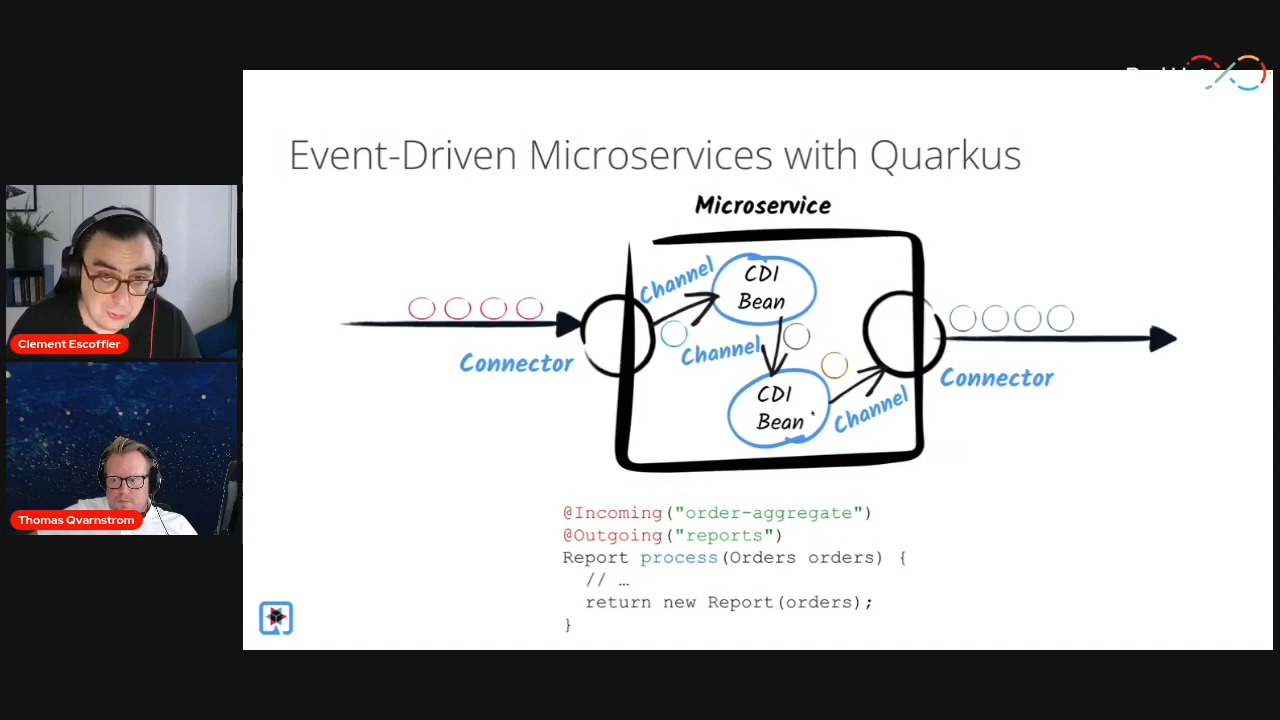 Event-Driven Microservices with Quarkus
Microservice
Channel
CDI
Bean
Connector
Channel
CDI
Bean
Channel
Connector
@Incoming("order-aggregate")
@Outgoing("reports")
Report process(Orders orders) {
// …
return new Report(orders);
}
Clement Escoffier
Thomas Qvarnstrom